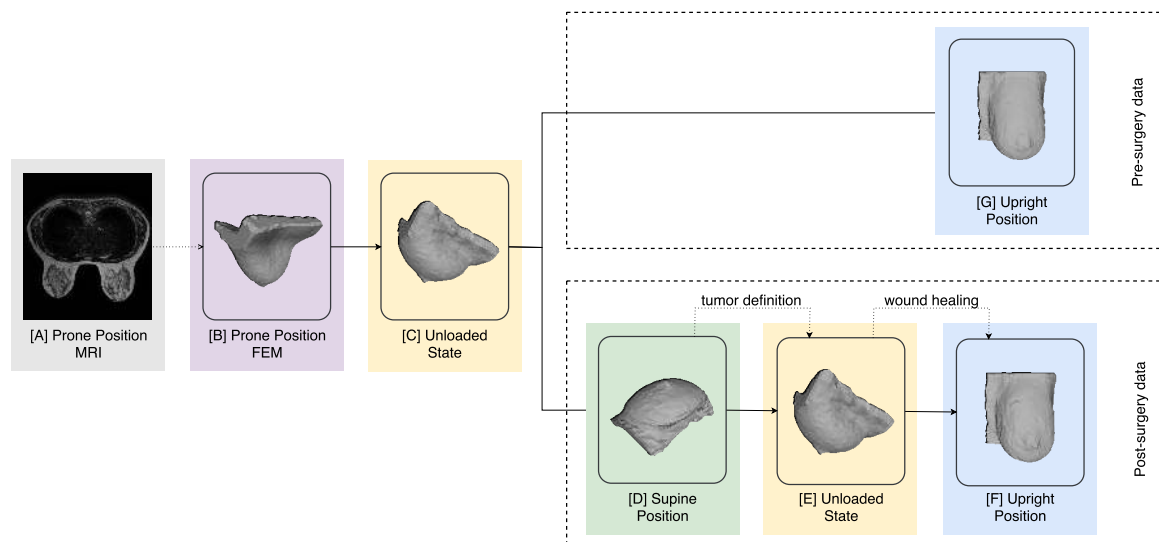 [A] Prone Position
MRI
[B] Prone Position
FEM
[C] Unloaded
State
[G] Upright
Position
Pre-surgery data
tumor definition
wound healing
[D] Supine
Position
[E] Unloaded
State
[F] Upright
Position
Post-surgery data